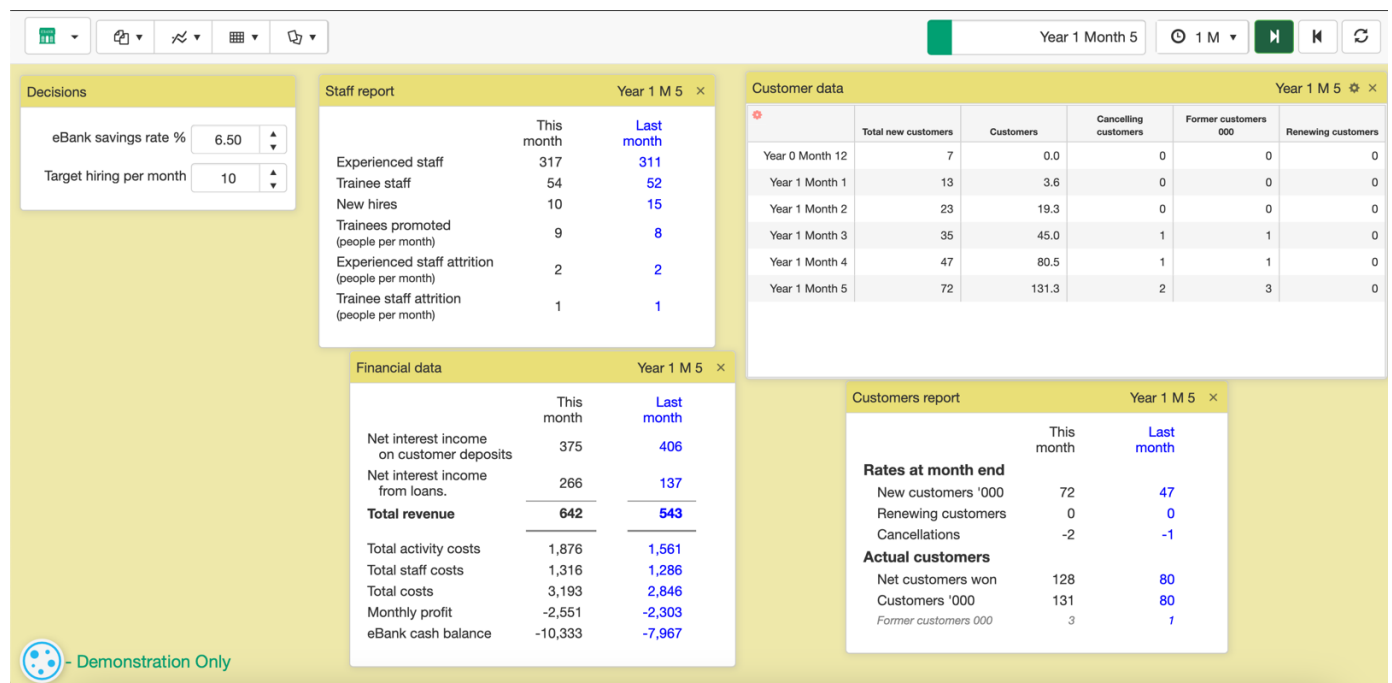 Year 1 Month 5
1 M
Decisions
eBank savings rate % 6.50
Target hiring per month 10
Staff report Year 1 M 5 ×
This month Last month
Experienced staff 317 311
Trainee staff 54 52
New hires 10 15
Trainees promoted
(people per month) 9 8
Experienced staff attrition
(people per month) 2 2
Trainee staff attrition
(people per month) 1 1
Customer data Year 1 M 5 ×
Total new customers Customers Cancelling customers Former customers 000 Renewing customers
Year 0 Month 12 7 0.0 0 0 0
Year 1 Month 1 13 3.6 0 0 0
Year 1 Month 2 23 19.3 0 0 0
Year 1 Month 3 35 45.0 1 1 0
Year 1 Month 4 47 80.5 1 1 0
Year 1 Month 5 72 131.3 2 3 0
Financial data Year 1 M 5 ×
This month Last month
Net interest income
on customer deposits 375 406
Net interest income
from loans. 266 137
Total revenue 642 543
Total activity costs 1,876 1,561
Total staff costs 1,316 1,286
Total costs 3,193 2,846
Monthly profit -2,551 -2,303
eBank cash balance -10,333 -7,967
Customers report Year 1 M 5 ×
This month Last month
Rates at month end
New customers '000 72 47
Renewing customers 0 0
Cancellations -2 -1
Actual customers
Net customers won 128 80
Customers '000 131 80
Former customers 000 3 1
- Demonstration Only